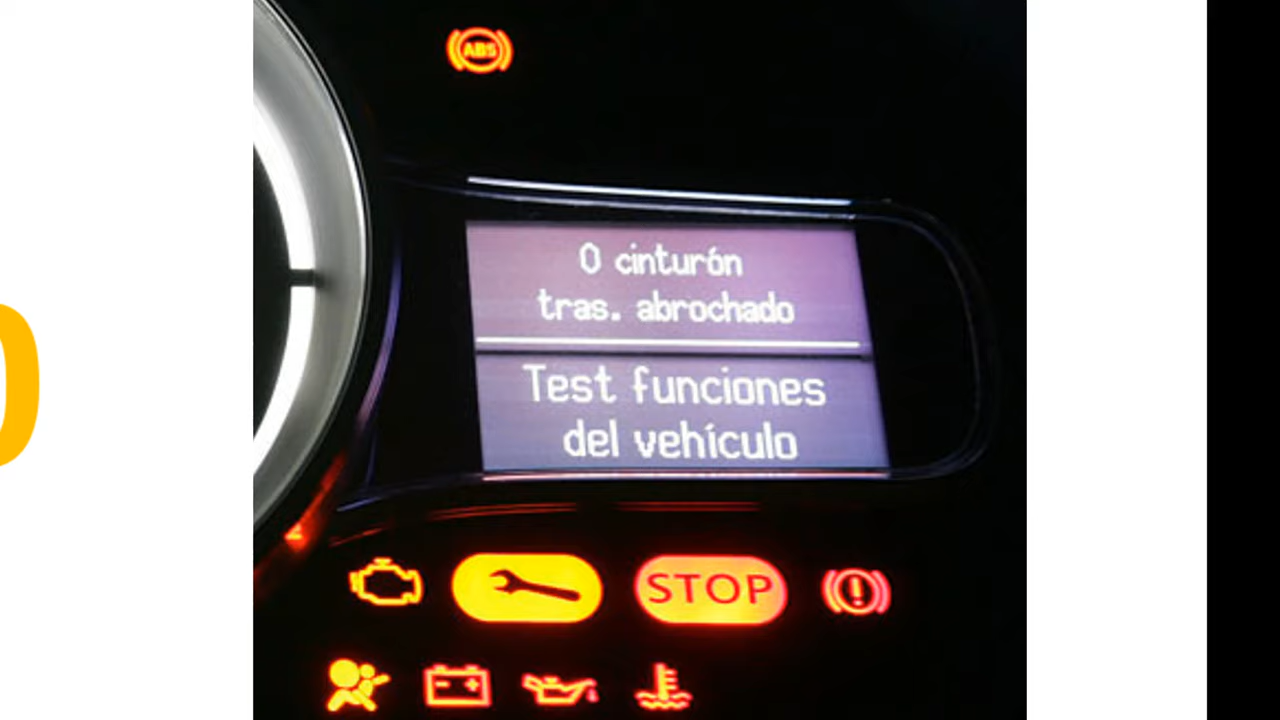 ABS
0 cinturón
tras. abrochado
Test funciones
del vehículo
STOP